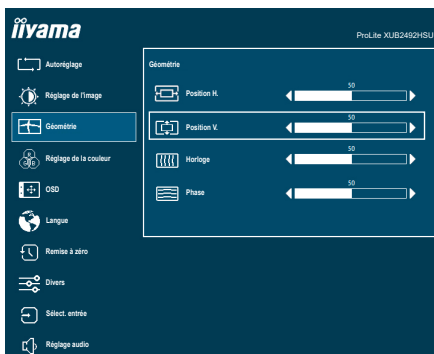 iiyama
ProLite XUB2492HSU
Autoréglage
Réglage de l'image
Géométrie
Réglage de la couleur
R
G B
OSD
Langue
Remise à zéro
Divers
Sélect. entrée
Réglage audio
Géométrie
Position H.
50
Position V.
50
Horloge
50
Phase
50